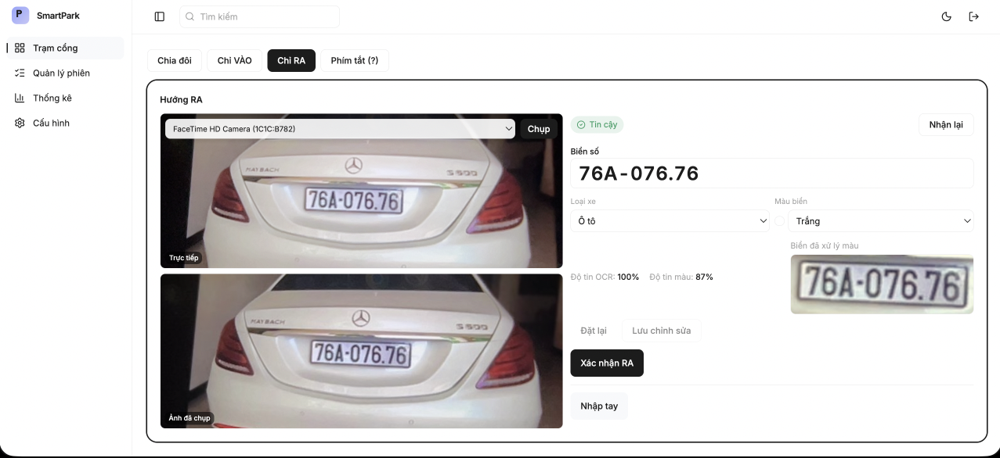 P SmartPark
Tìm kiếm
Trạm cổng
Quản lý phiên
Thống kê
Cấu hình
Chia đôi
Chỉ VÀO
Chỉ RA
Phím tắt (?)
Hướng RA
FaceTime HD Camera (1C1C:B782)
Chụp
MAYBACH
S 500
76A-076.76
Trực tiếp
MAYBACH
S 500
76A-076.76
Ảnh đã chụp
Tin cậy
Nhận lại
Biển số
76A-076.76
Loại xe
Màu biển
Ô tô
Trắng
Biển đã xử lý màu
76A-076.76
Độ tin OCR: 100%
Độ tin màu: 87%
Đặt lại
Lưu chỉnh sửa
Xác nhận RA
Nhập tay